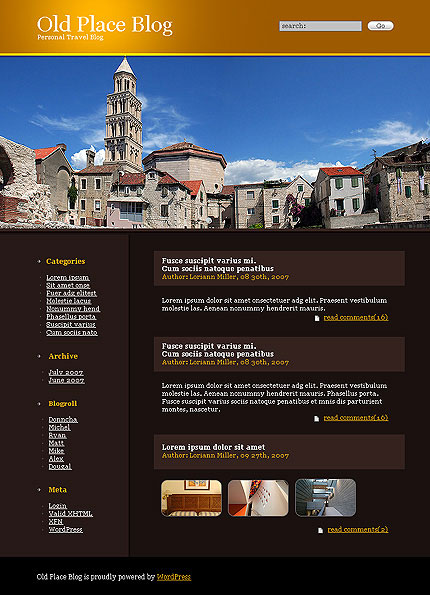 Old Place Blog
Personal Travel Blog
search:
Go
Categories
Lorem ipsum
Sit amet onse
Fuer adg elitest
Molestie lacus
Nonummy hend
Phasellus porta
Suscipit varius
Cum sociis nato
Archive
July 2007
June 2007
Blogroll
Donncha
Michel
Ryan
Matt
Mike
Alex
Dougal
Meta
Login
Valid XHTML
XFN
WordPress
Fusce suscipit varius mi.
Cum sociis natoque penatibus
Author: Loriann Miller, 08 30th, 2007
Lorem ipsum dolor sit amet onsectetuer adg elit. Praesent vestibulum
molestie las. Aenean nonummy hendrerit mauris.
read comments(16)
Fusce suscipit varius mi.
Cum sociis natoque penatibus
Author: Loriann Miller, 08 30th, 2007
Lorem ipsum dolor sit amet consectetuer adg elit. Praesent vestibulum
molestie las. Aenean nonummy hendrerit mauris. Phasellus porta.
Fusce suscipit varius sociis natoque penatibus et mnis dis parturient
montes, nascetur.
read comments(16)
Lorem ipsum dolor sit amet
Author: Loriann Miller, 09 27th, 2007
read comments(2)
Old Place Blog is proudly powered by WordPress